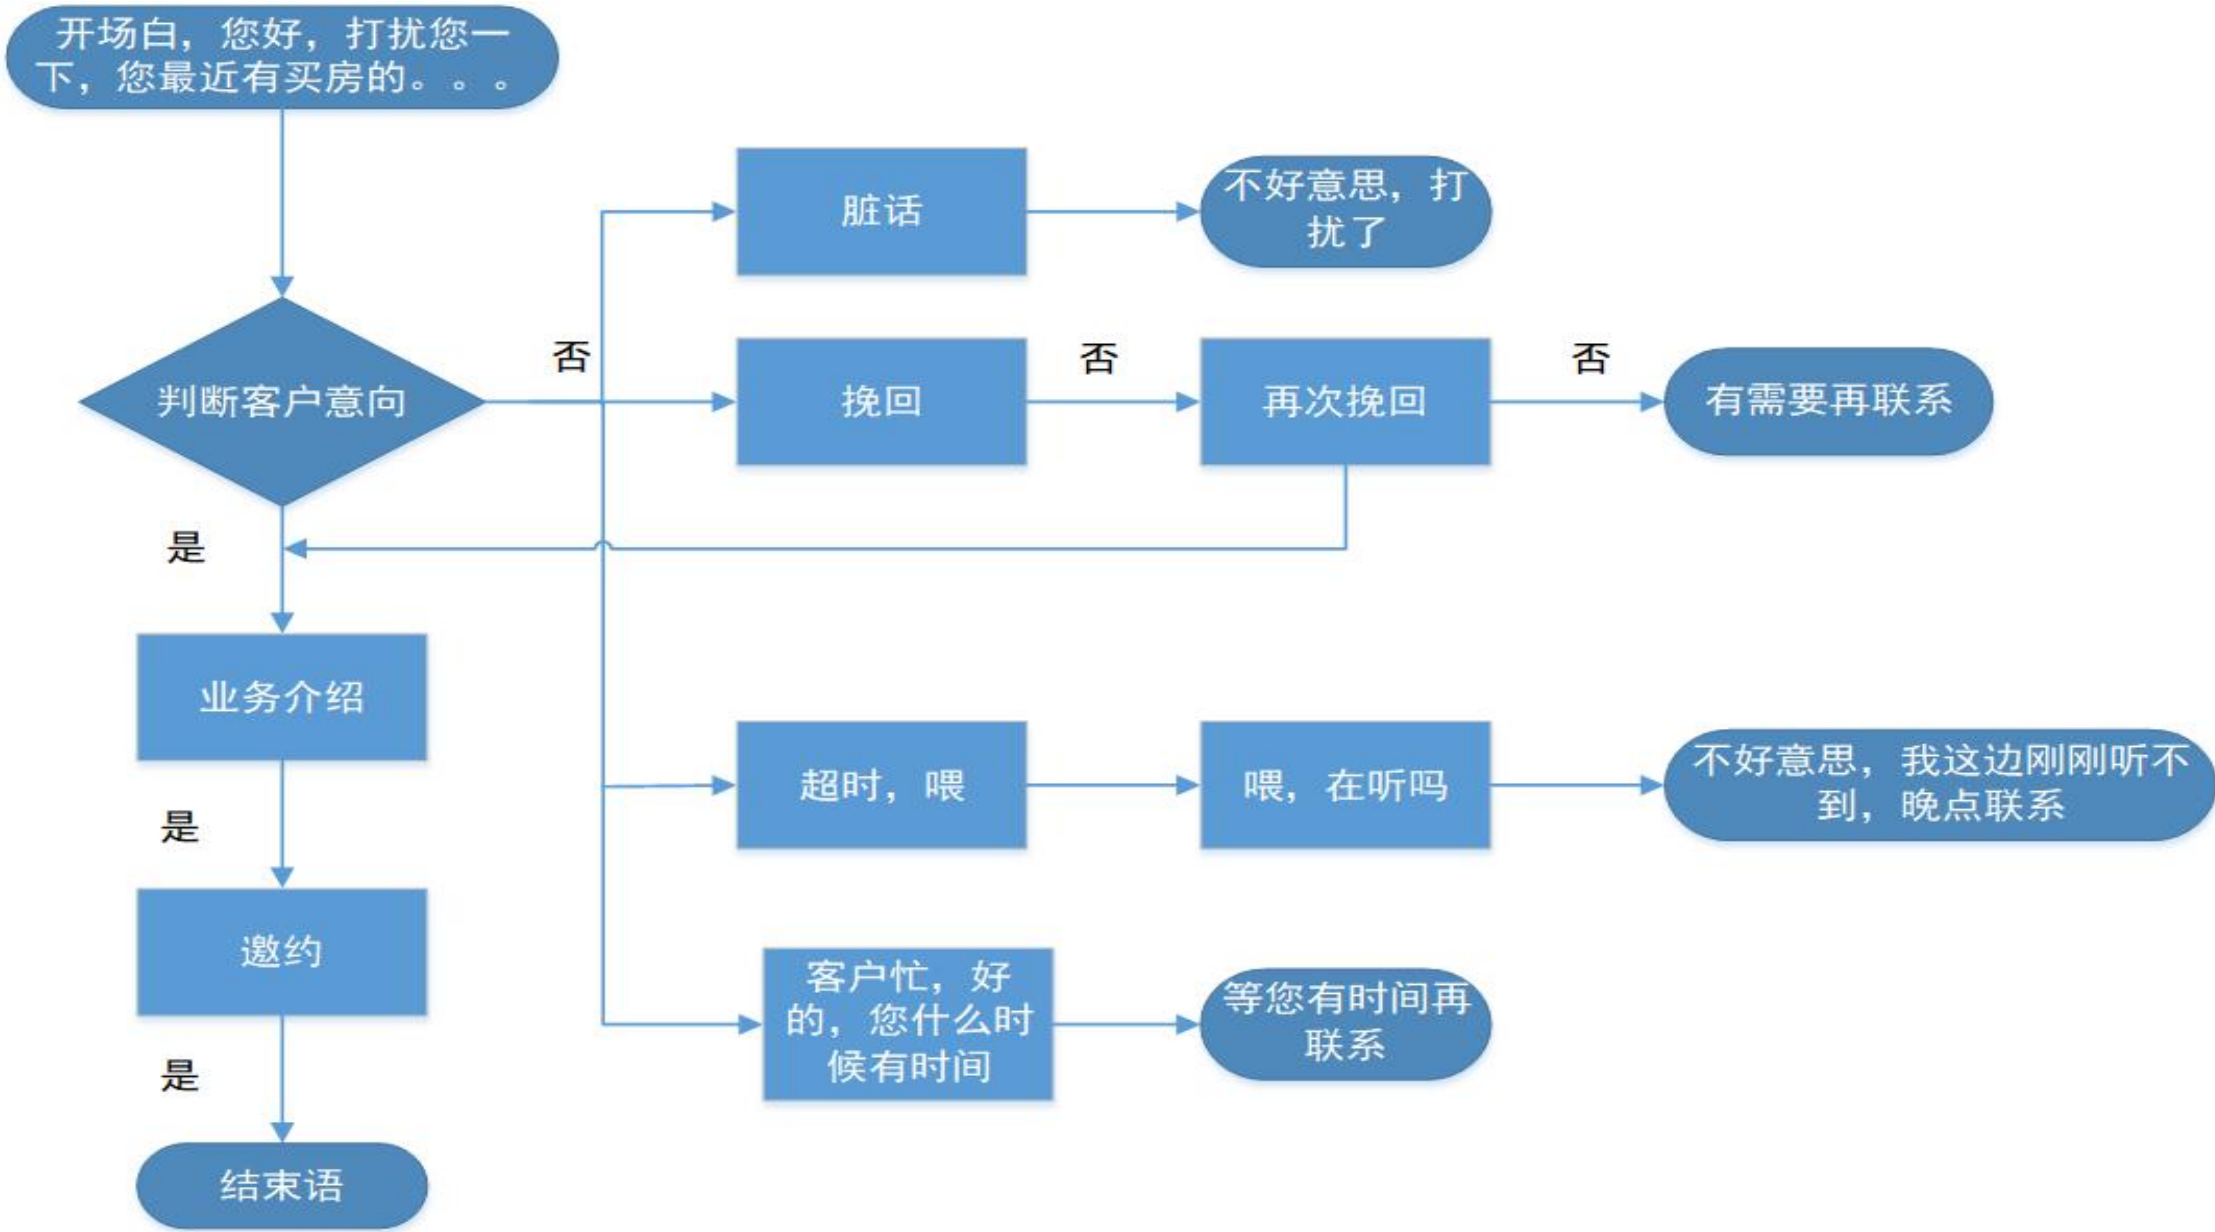 开场白，您好，打扰您一
下，您最近有买房的。。。
脏话
不好意思，打
扰了
否
挽回
否
再次挽回
否
有需要再联系
判断客户意向
是
业务介绍
超时，喂
喂，在听吗
不好意思，我这边刚刚听不
到，晚点联系
是
邀约
客户忙，好
的，您什么时
候有时间
等您有时间再
联系
是
结束语